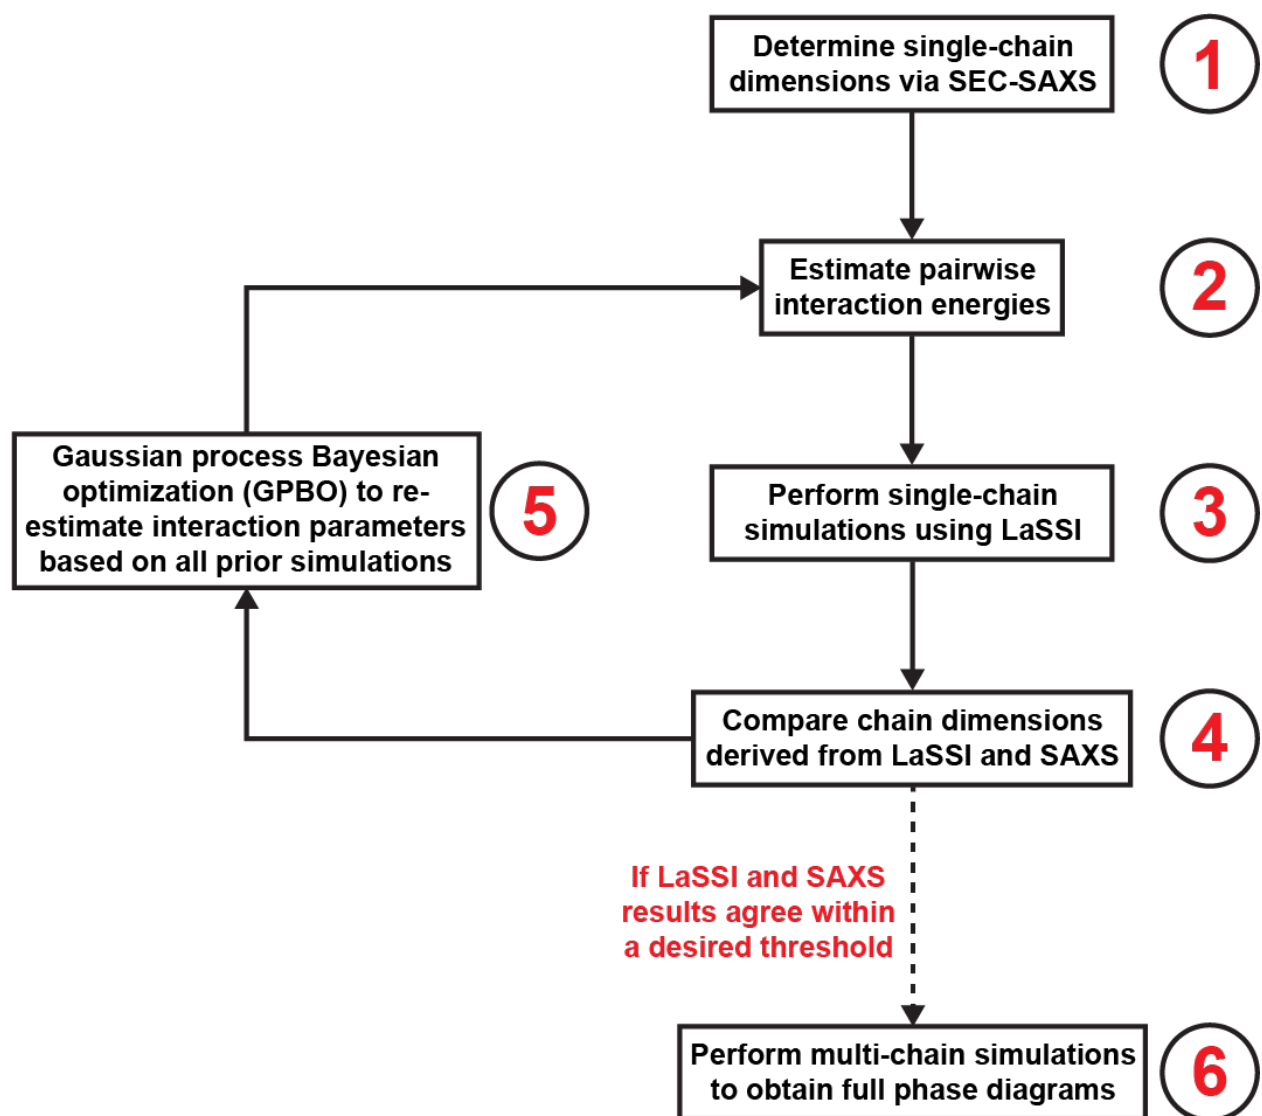 Determine single-chain
dimensions via SEC-SAXS
1
Estimate pairwise
interaction energies
2
Perform single-chain
simulations using LaSSI
3
Compare chain dimensions
derived from LaSSI and SAXS
4
Gaussian process Bayesian
optimization (GPBO) to re-
estimate interaction parameters
based on all prior simulations
5
If LaSSI and SAXS
results agree within
a desired threshold
Perform multi-chain simulations
to obtain full phase diagrams
6